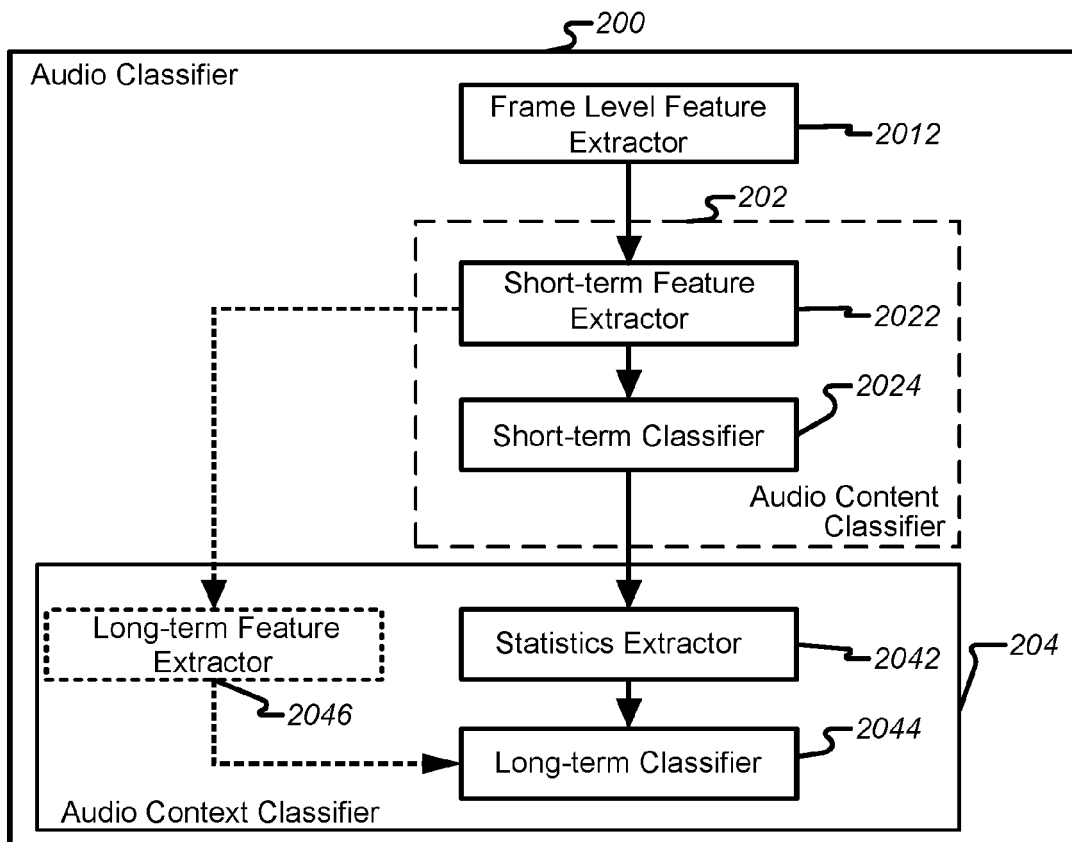 200
Audio Classifier
Frame Level Feature
Extractor
2012
202
Short-term Feature
Extractor
2022
2024
Short-term Classifier
Audio Content
Classifier
Long-term Feature
Extractor
Statistics Extractor
2042
204
2046
2044
Long-term Classifier
Audio Context Classifier